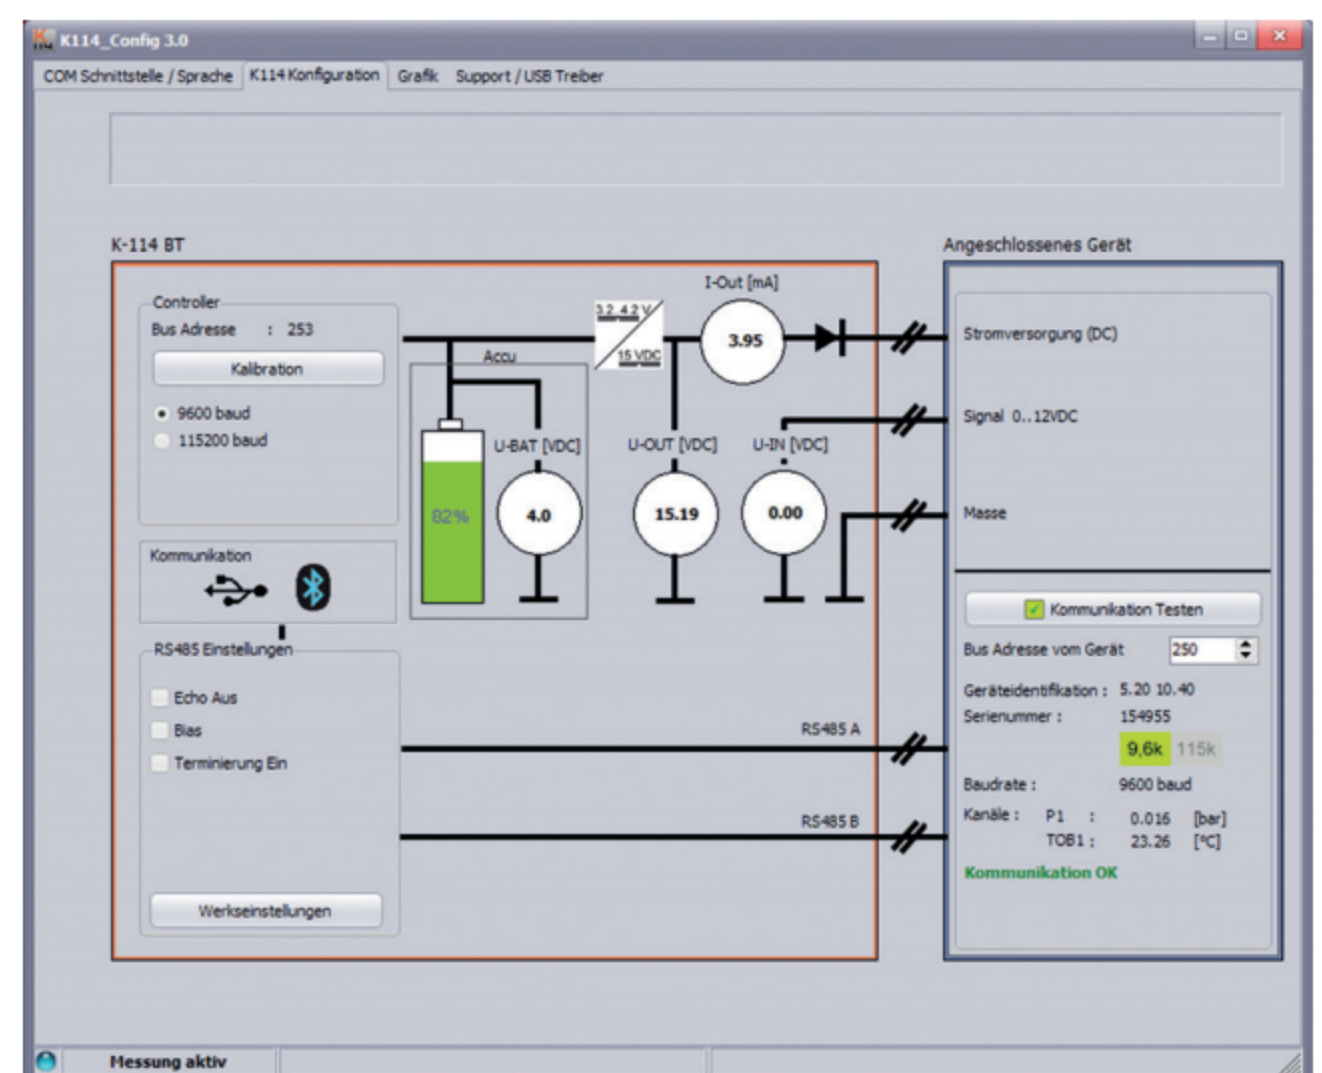 K114_Config 3.0
COM Schnittstelle / Sprache K114 Konfiguration Grafik Support / USB Treiber
K-114 BT
Angeschlossenes Gerät
Controller
Bus Adresse : 253
Kalibration
9600 baud
115200 baud
Kommunikation
RS485 Einstellungen
Echo Aus
Bias
Terminierung Ein
Werkseinstellungen
Accu
82%
U-BAT [VDC]
4.0
3.2..4.2 V
15 VDC
I-Out [mA]
3.95
U-OUT [VDC]
15.19
U-IN [VDC]
0.00
RS485 A
RS485 B
Stromversorgung (DC)
Signal 0..12VDC
Masse
Kommunikation Testen
Bus Adresse vom Gerät 250
Geräteidentifikation : 5.20 10.40
Serienummer : 154955
9,6k 115k
Baudrate : 9600 baud
Kanäle : P1 : 0.016 [bar]
TOB1 : 23.26 [°C]
Kommunikation OK
Messung aktiv